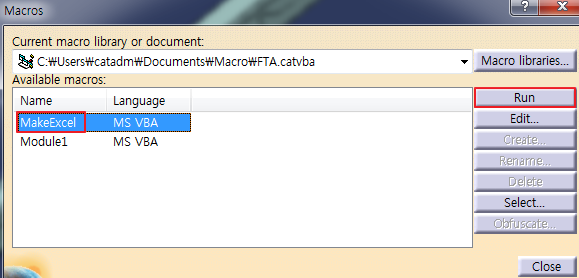 Macros
Current macro library or document:
C:₩Users₩catadm₩Documents₩Macro₩FTA.catvba
Macro libraries...
Available macros:
Name Language
MakeExcel MS VBA
Module1 MS VBA
Run
Edit...
Create...
Rename...
Delete
Select...
Obfuscate...
Close